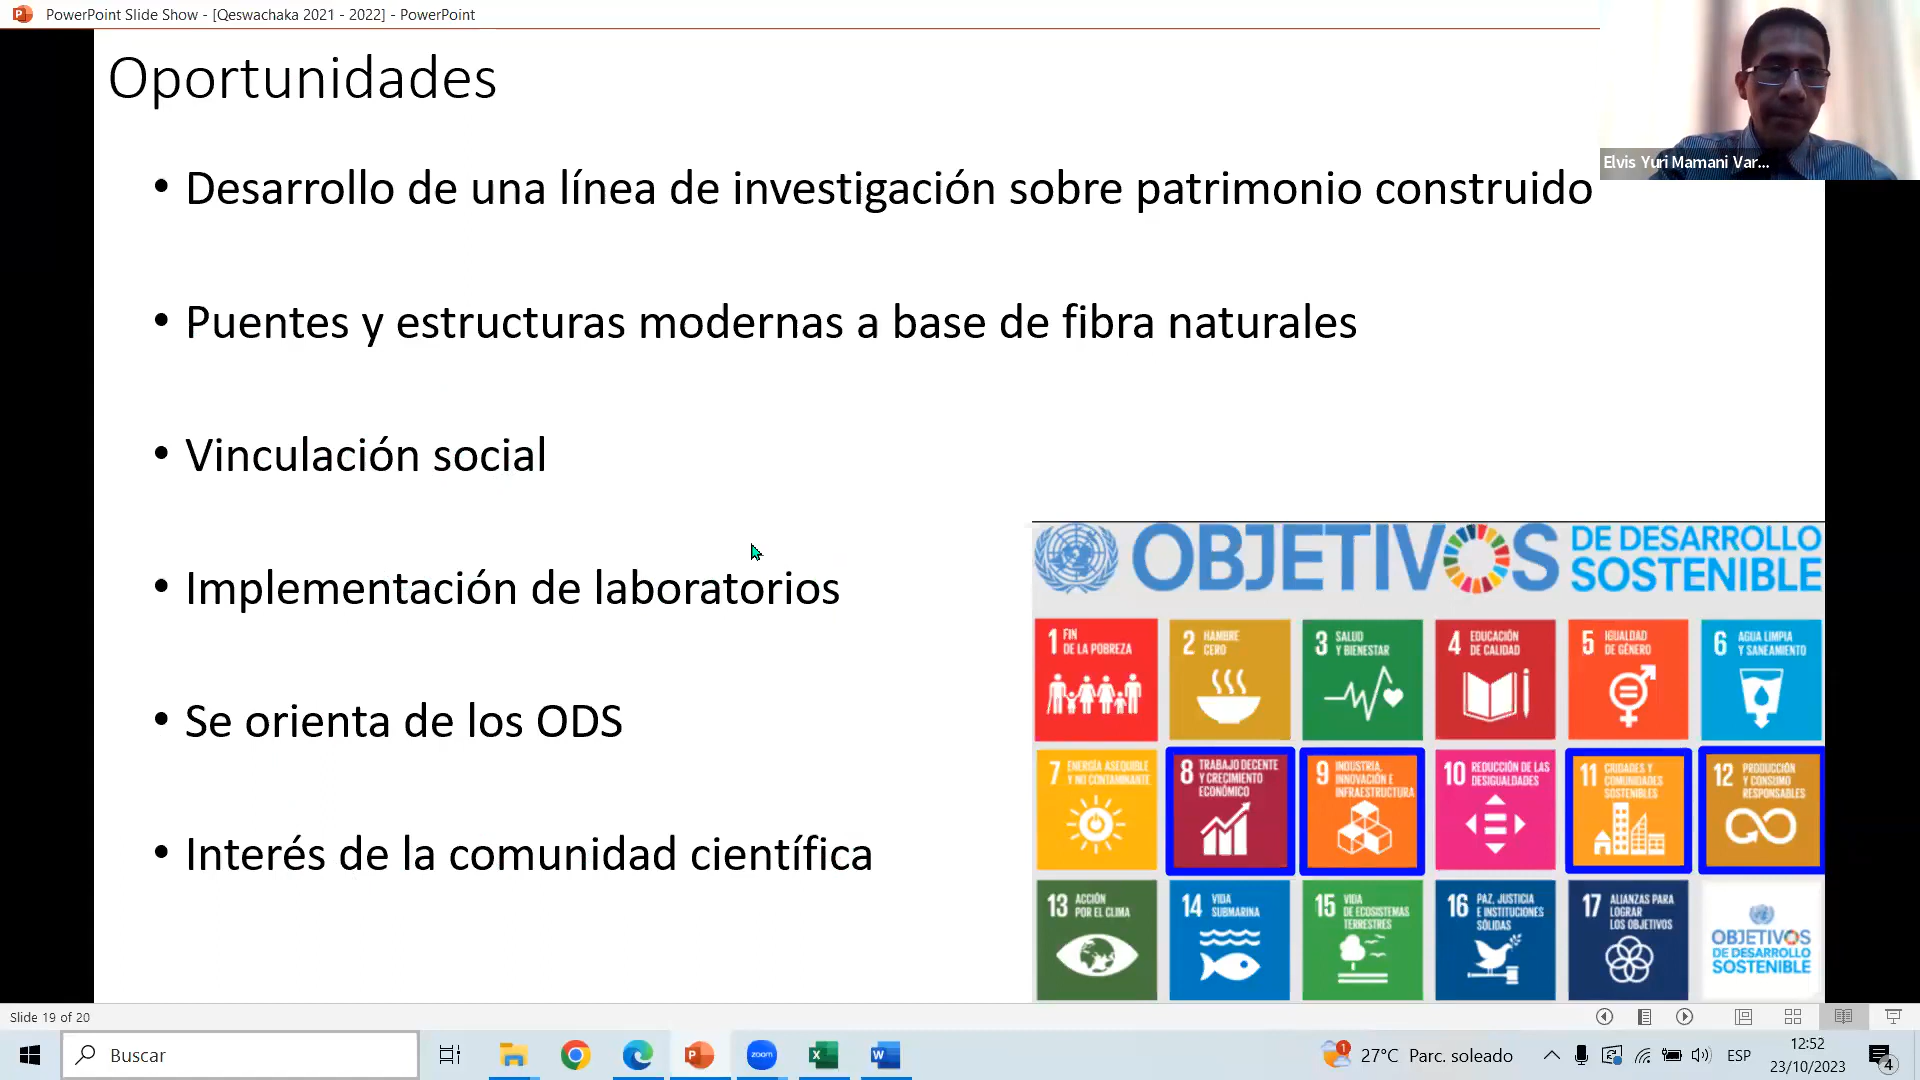 PowerPoint Slide Show - [Qeswachaka 2021 - 2022] - PowerPoint
Elvis Yuri Mamani Var...
Oportunidades
• Desarrollo de una línea de investigación sobre patrimonio construido
• Puentes y estructuras modernas a base de fibra naturales
• Vinculación social
• Implementación de laboratorios
• Se orienta de los ODS
• Interés de la comunidad científica
OBJETIVOS
DE DESARROLLO
SOSTENIBLE
1 FIN
DE LA POBREZA
2 HAMBRE
CERO
3 SALUD
Y BIENESTAR
4 EDUCACIÓN
DE CALIDAD
5 IGUALDAD
DE GÉNERO
6 AGUA LIMPIA
Y SANEAMIENTO
7 ENERGÍA ASEQUIBLE
Y NO CONTAMINANTE
8 TRABAJO DECENTE
Y CRECIMIENTO
ECONÓMICO
9 INDUSTRIA,
INNOVACIÓN E
INFRAESTRUCTURA
10 REDUCCIÓN DE LAS
DESIGUALDADES
11 CIUDADES Y
COMUNIDADES
SOSTENIBLES
12 PRODUCCIÓN
Y CONSUMO
RESPONSABLES
13 ACCIÓN
POR EL CLIMA
14 VIDA
SUBMARINA
15 VIDA
DE ECOSISTEMAS
TERRESTRES
16 PAZ, JUSTICIA
E INSTITUCIONES
SÓLIDAS
17 ALIANZAS PARA
LOGRAR
LOS OBJETIVOS
OBJETIVOS
DE DESARROLLO
SOSTENIBLE
Slide 19 of 20
Buscar
zoom
1
27°C Parc. soleado
ESP
12:52
23/10/2023
4